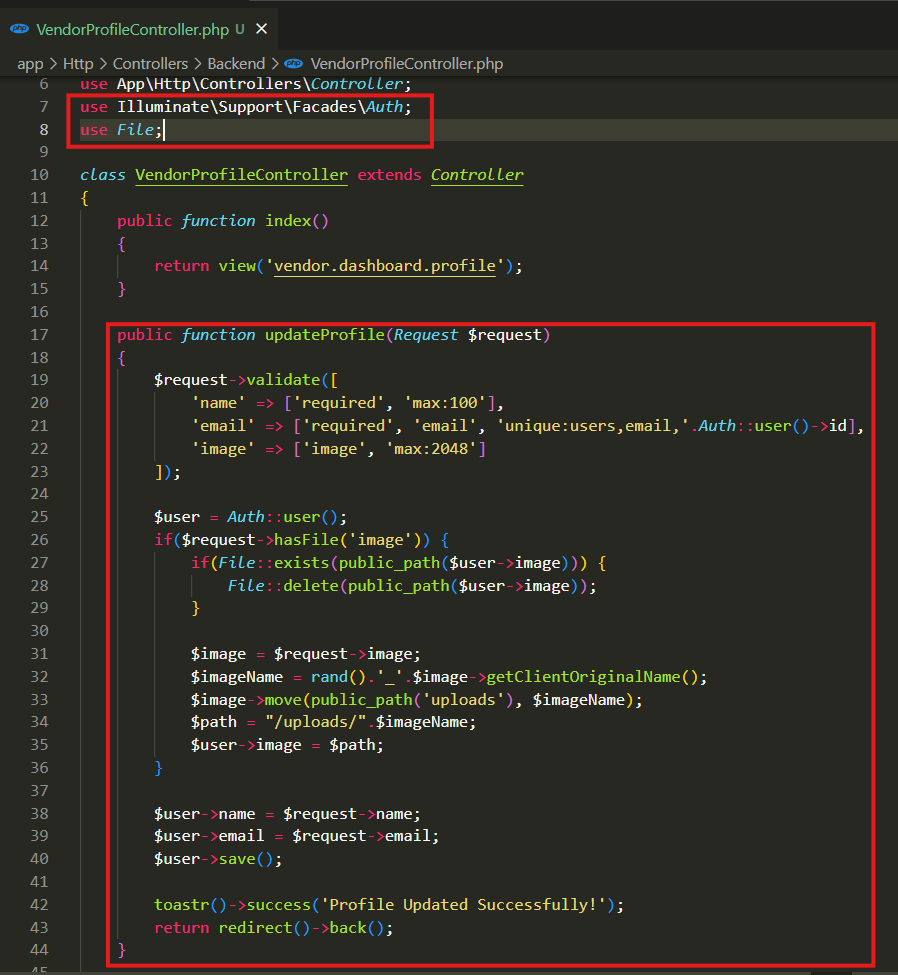 php VendorProfileController.php U ×
app > Http > Controllers > Backend > php VendorProfileController.php
6 use App\Http\Controllers\Controller;
7 use Illuminate\Support\Facades\Auth;
8 use File;
9
10 class VendorProfileController extends Controller
11 {
12     public function index()
13     {
14         return view('vendor.dashboard.profile');
15     }
16
17     public function updateProfile(Request $request)
18     {
19         $request->validate([
20             'name' => ['required', 'max:100'],
21             'email' => ['required', 'email', 'unique:users,email,'.Auth::user()->id],
22             'image' => ['image', 'max:2048']
23         ]);
24
25         $user = Auth::user();
26         if($request->hasFile('image')) {
27             if(File::exists(public_path($user->image))) {
28                 File::delete(public_path($user->image));
29             }
30
31             $image = $request->image;
32             $imageName = rand().'_'.$image->getClientOriginalName();
33             $image->move(public_path('uploads'), $imageName);
34             $path = "/uploads/".$imageName;
35             $user->image = $path;
36         }
37
38         $user->name = $request->name;
39         $user->email = $request->email;
40         $user->save();
41
42         toastr()->success('Profile Updated Successfully!');
43         return redirect()->back();
44     }
45